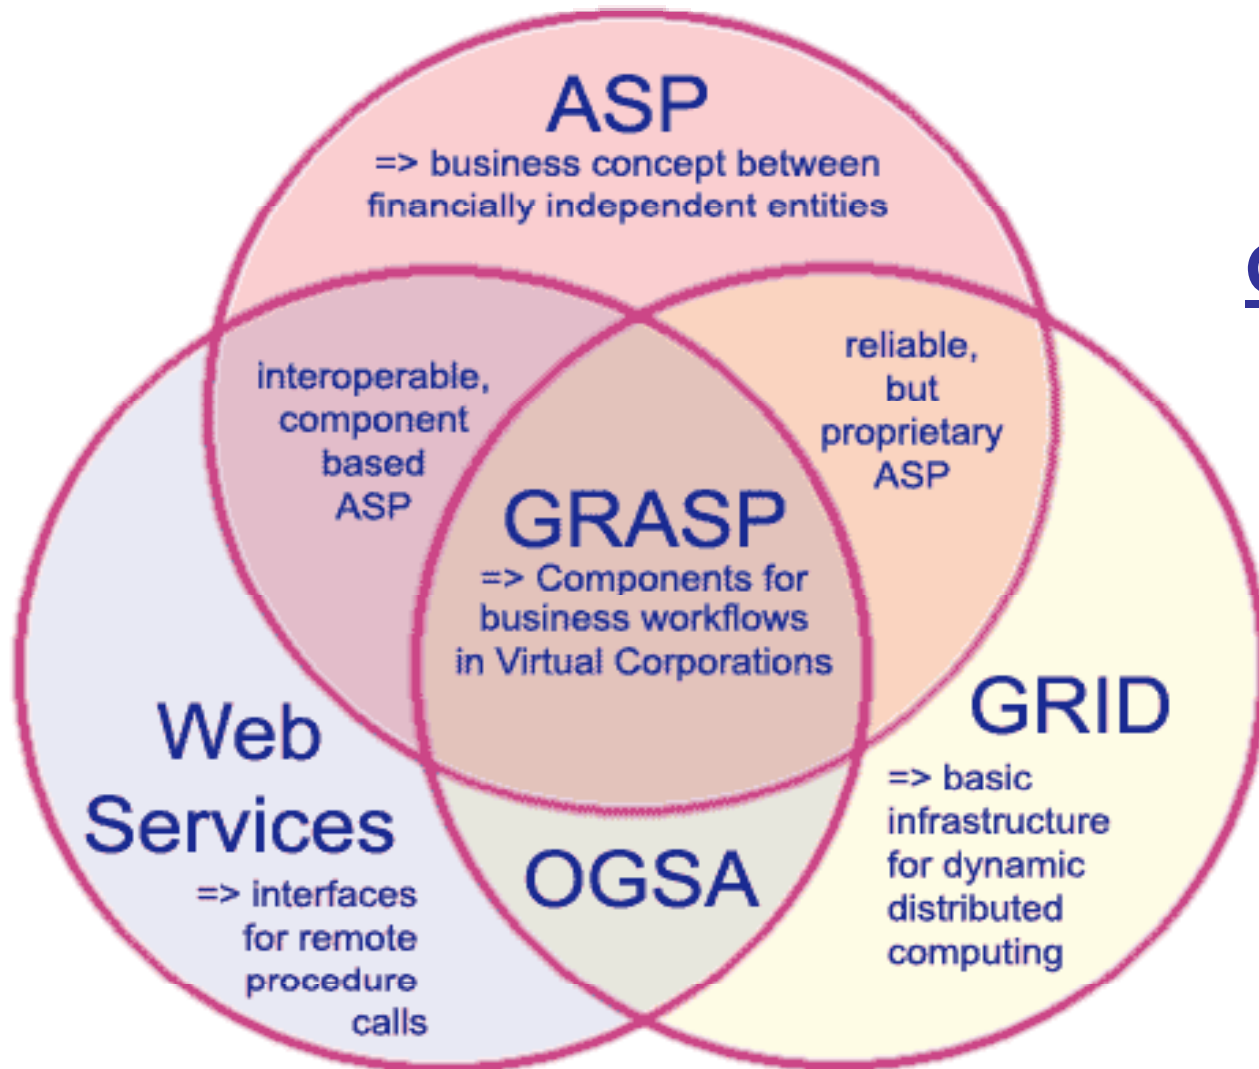 ASP
=> business concept between
financially independent entities
interoperable,
component
based
ASP
reliable,
but
proprietary
ASP
GRASP
=> Components for
business workflows
in Virtual Corporations
Web
Services
=> interfaces
for remote
procedure
calls
GRID
=> basic
infrastructure
for dynamic
distributed
computing
OGSA